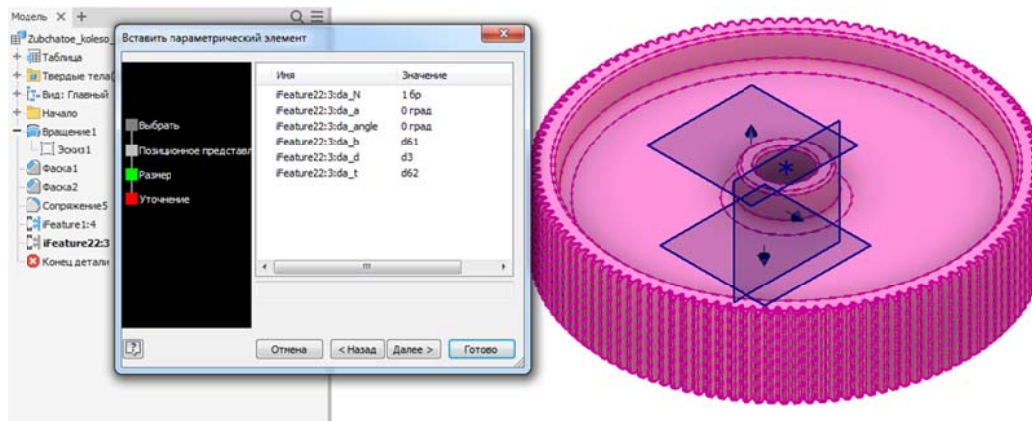 Модель
Zubchatoe_koleso_
Таблица
Твердые тела(
Вид: Главный
Начало
Вращение1
Эскиз1
Фаска1
Фаска2
Сопряжение5
iFeature1:4
iFeature22:3
Конец детали
Вставить параметрический элемент
Выбрать
Позиционное представл
Размер
Уточнение
Имя Значение
iFeature22:3:da_N 1 бр
iFeature22:3:da_a 0 град
iFeature22:3:da_angle 0 град
iFeature22:3:da_b d61
iFeature22:3:da_d d3
iFeature22:3:da_t d62
Отмена < Назад Далее > Готово